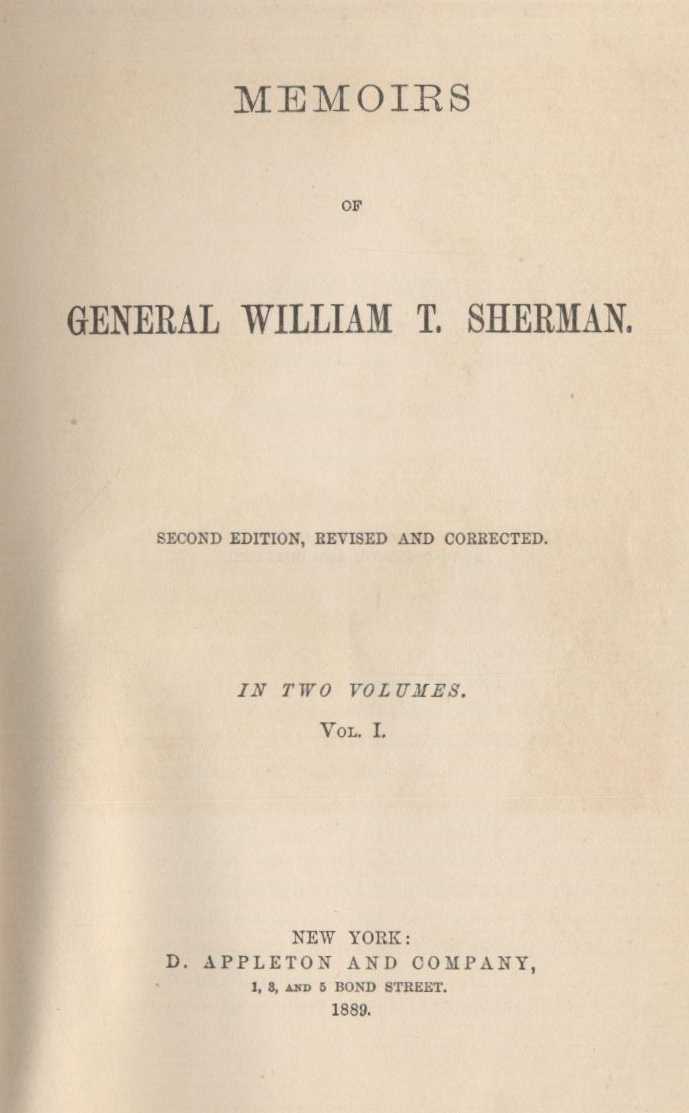 MEMOIRS
OF
GENERAL WILLIAM T. SHERMAN.
SECOND EDITION, REVISED AND CORRECTED.
IN TWO VOLUMES.
VOL. I.
NEW YORK:
D. APPLETON AND COMPANY,
1, 3, AND 5 BOND STREET.
1889.